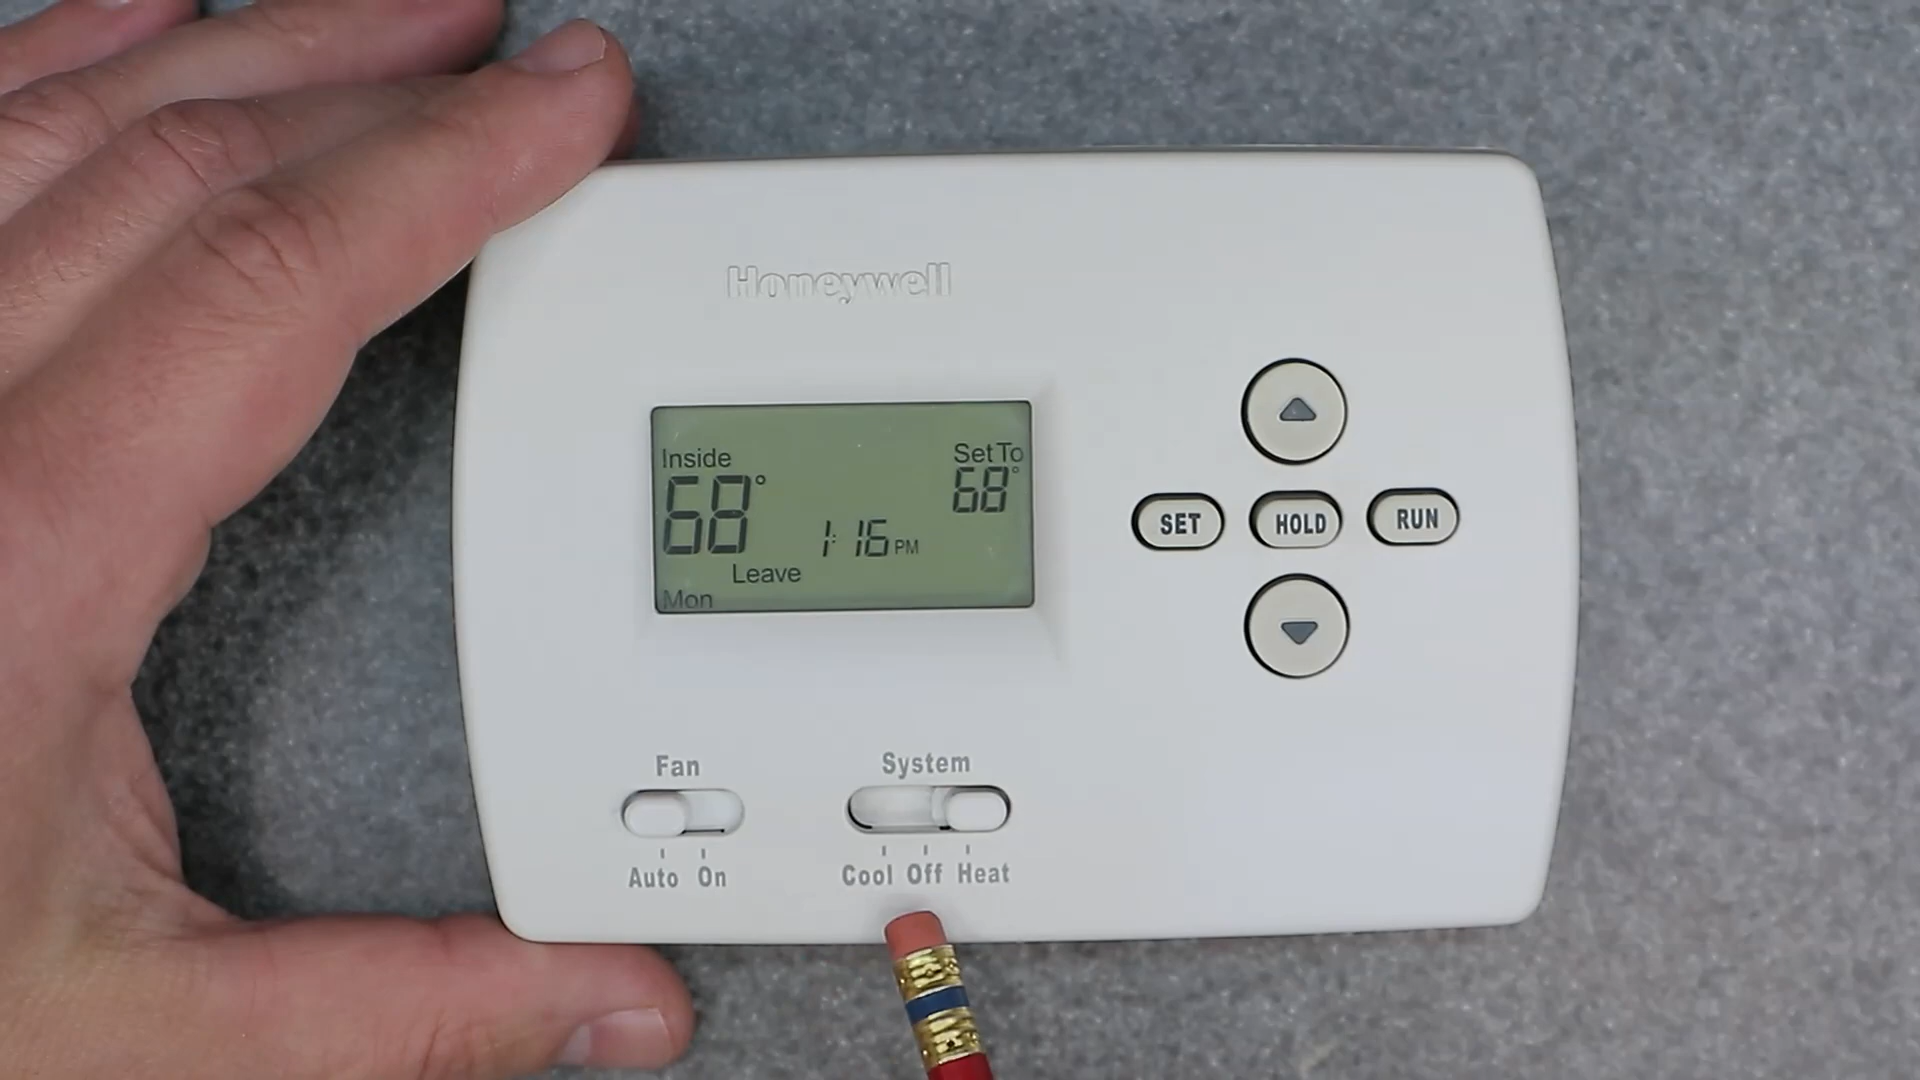 Honeywell
Inside
Set To
68°
68°
1:16 PM
Leave
Mon
SET
HOLD
RUN
Fan
System
Auto On
Cool Off Heat